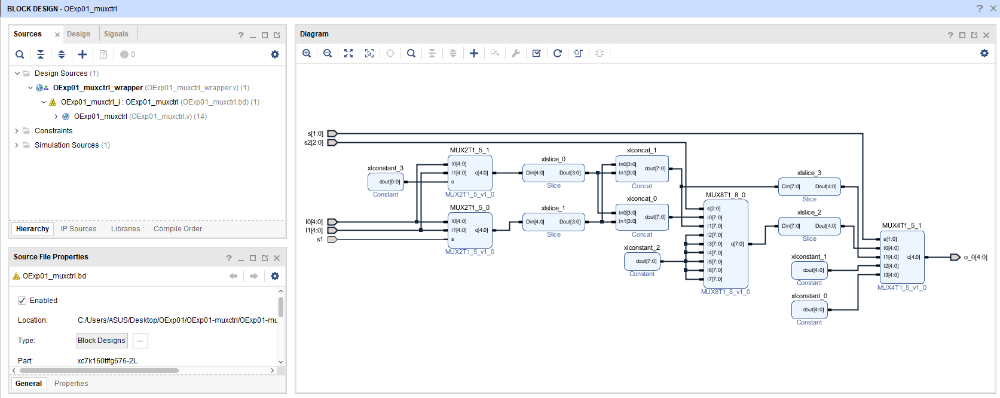 BLOCK DESIGN - OExp01_muxctrl
Sources
Design
Signals
0
Design Sources (1)
OExp01_muxctrl_wrapper (OExp01_muxctrl_wrapper.v) (1)
OExp01_muxctrl_i : OExp01_muxctrl (OExp01_muxctrl.bd) (1)
OExp01_muxctrl (OExp01_muxctrl.v) (14)
Constraints
Simulation Sources (1)
Hierarchy
IP Sources
Libraries
Compile Order
Source File Properties
OExp01_muxctrl.bd
Enabled
Location:
C:/Users/ASUS/Desktop/OExp01/OExp01-muxctrl/OExp01-mu
Type:
Block Designs
...
Part:
xc7k160tffg676-2L
General
Properties
Diagram
s[1:0]
s2[2:0]
I0[4:0]
I1[4:0]
s1
xlconstant_3
dout[0:0]
Constant
MUX2T1_5_1
I0[4:0]
I1[4:0]
s
o[4:0]
MUX2T1_5_v1_0
MUX2T1_5_0
I0[4:0]
I1[4:0]
s
o[4:0]
MUX2T1_5_v1_0
xlslice_0
Din[4:0]
Dout[3:0]
Slice
xlslice_1
Din[4:0]
Dout[3:0]
Slice
xlconcat_1
In0[3:0]
In1[3:0]
dout[7:0]
Concat
xlconcat_0
In0[3:0]
In1[3:0]
dout[7:0]
Concat
xlconstant_2
dout[7:0]
Constant
MUX8T1_8_0
s[2:0]
I0[7:0]
I1[7:0]
I2[7:0]
I3[7:0]
I4[7:0]
I5[7:0]
I6[7:0]
I7[7:0]
o[7:0]
MUX8T1_8_v1_0
xlslice_3
Din[7:0]
Dout[4:0]
Slice
xlslice_2
Din[7:0]
Dout[4:0]
Slice
xlconstant_1
dout[4:0]
Constant
xlconstant_0
dout[4:0]
Constant
MUX4T1_5_1
s[1:0]
I0[4:0]
I1[4:0]
I2[4:0]
I3[4:0]
o[4:0]
MUX4T1_5_v1_0
o_0[4:0]